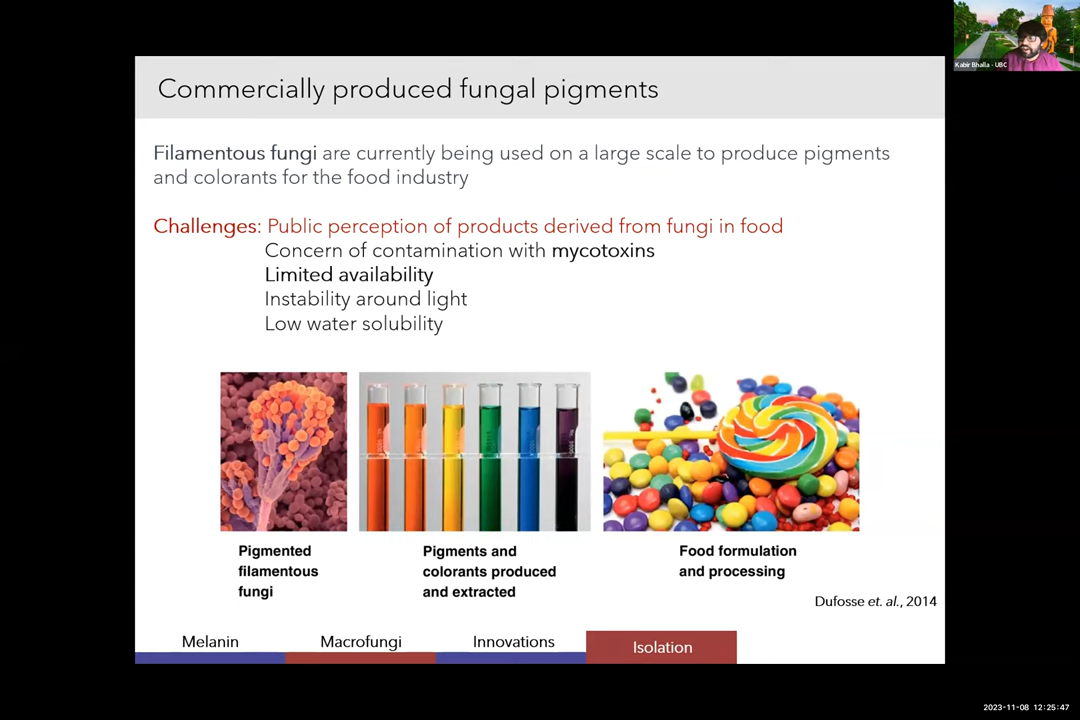 Kabir Bhalla - UBC
Commercially produced fungal pigments
Filamentous fungi are currently being used on a large scale to produce pigments
and colorants for the food industry
Challenges: Public perception of products derived from fungi in food
Concern of contamination with mycotoxins
Limited availability
Instability around light
Low water solubility
Pigmented
filamentous
fungi
Pigments and
colorants produced
and extracted
Food formulation
and processing
Dufosse et. al., 2014
Melanin
Macrofungi
Innovations
Isolation
2023-11-08 12:25:47